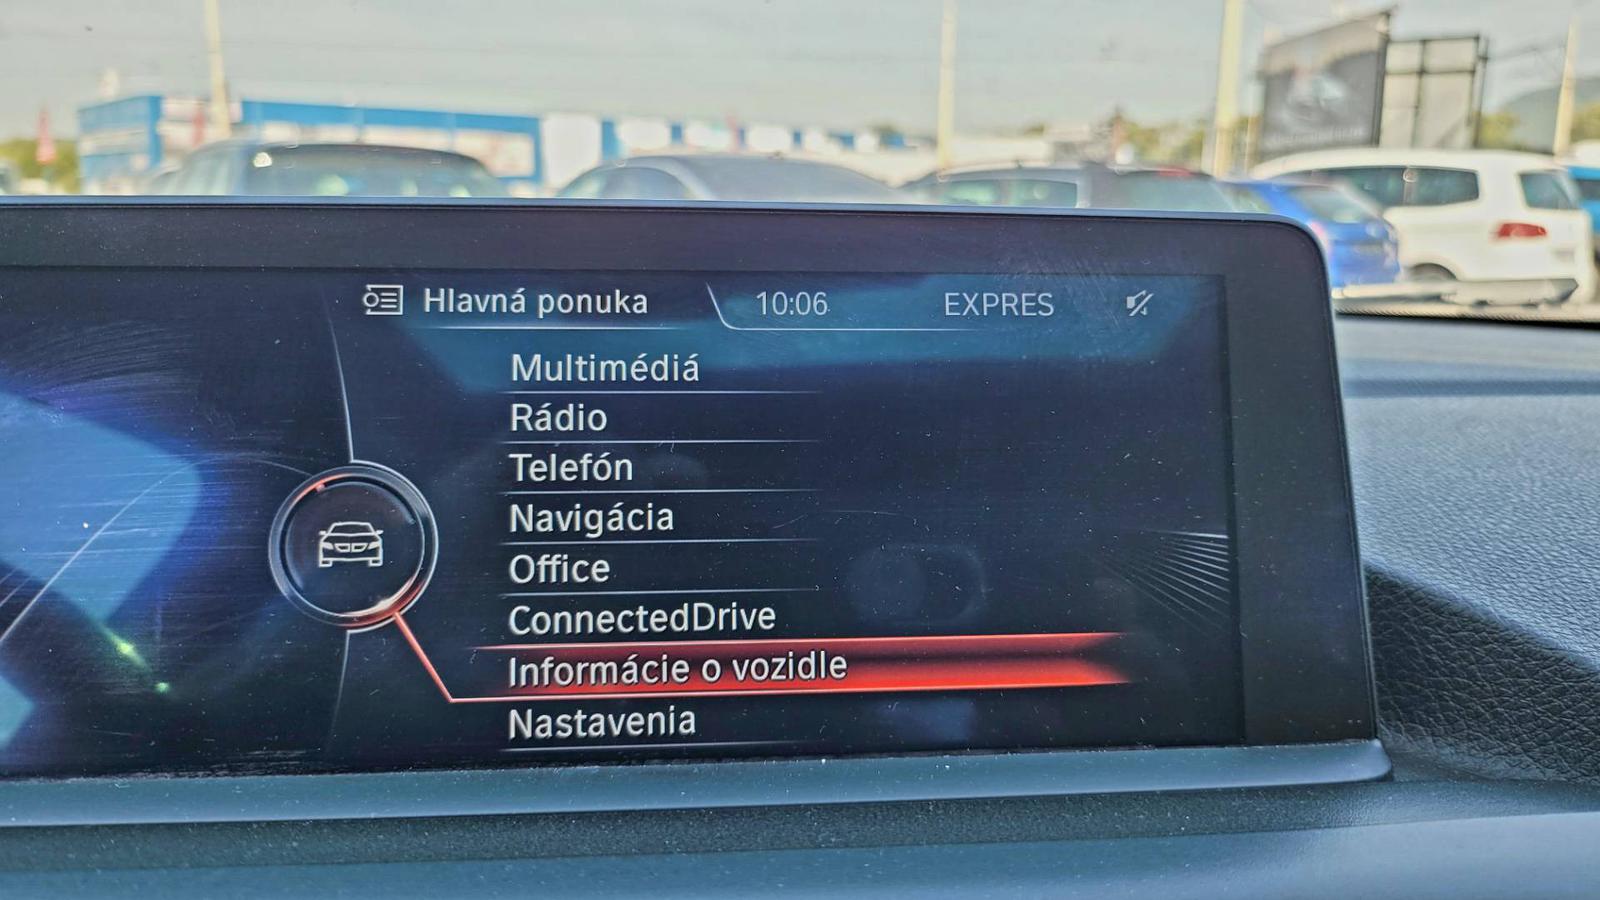 Hlavná ponuka 10:06 EXPRES
Multimédiá
Rádio
Telefón
Navigácia
Office
ConnectedDrive
Informácie o vozidle
Nastavenia